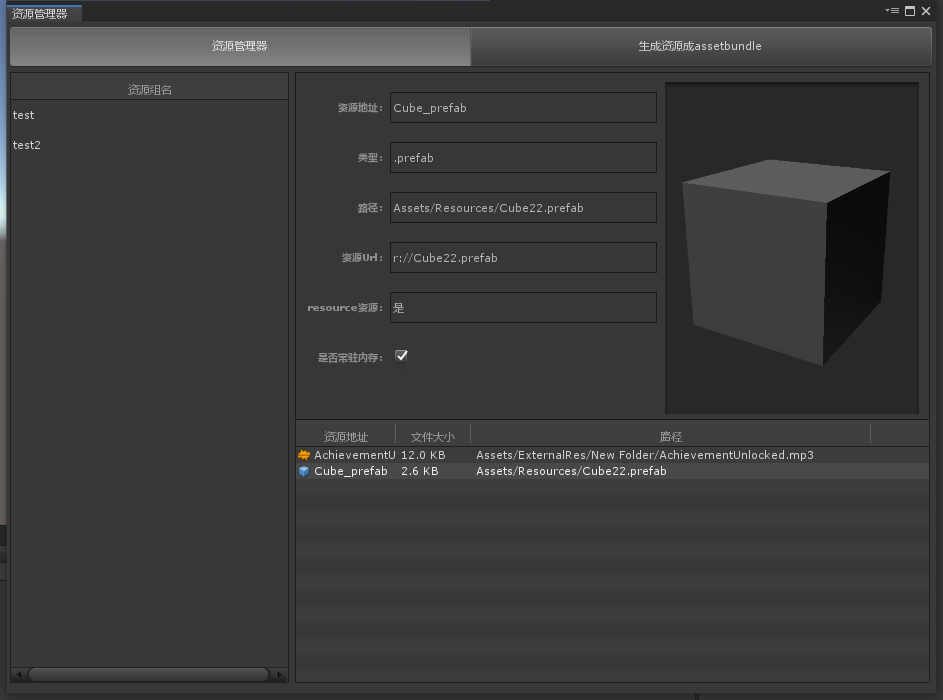 资源管理器
资源管理器
生成资源成assetbundle
资源组名
test
test2
资源地址: Cube_prefab
类型: .prefab
路径: Assets/Resources/Cube22.prefab
资源Url: r://Cube22.prefab
resource资源: 是
是否常驻内存:
资源地址 文件大小 路径
AchievementU 12.0 KB Assets/ExternalRes/New Folder/AchievementUnlocked.mp3
Cube_prefab 2.6 KB Assets/Resources/Cube22.prefab